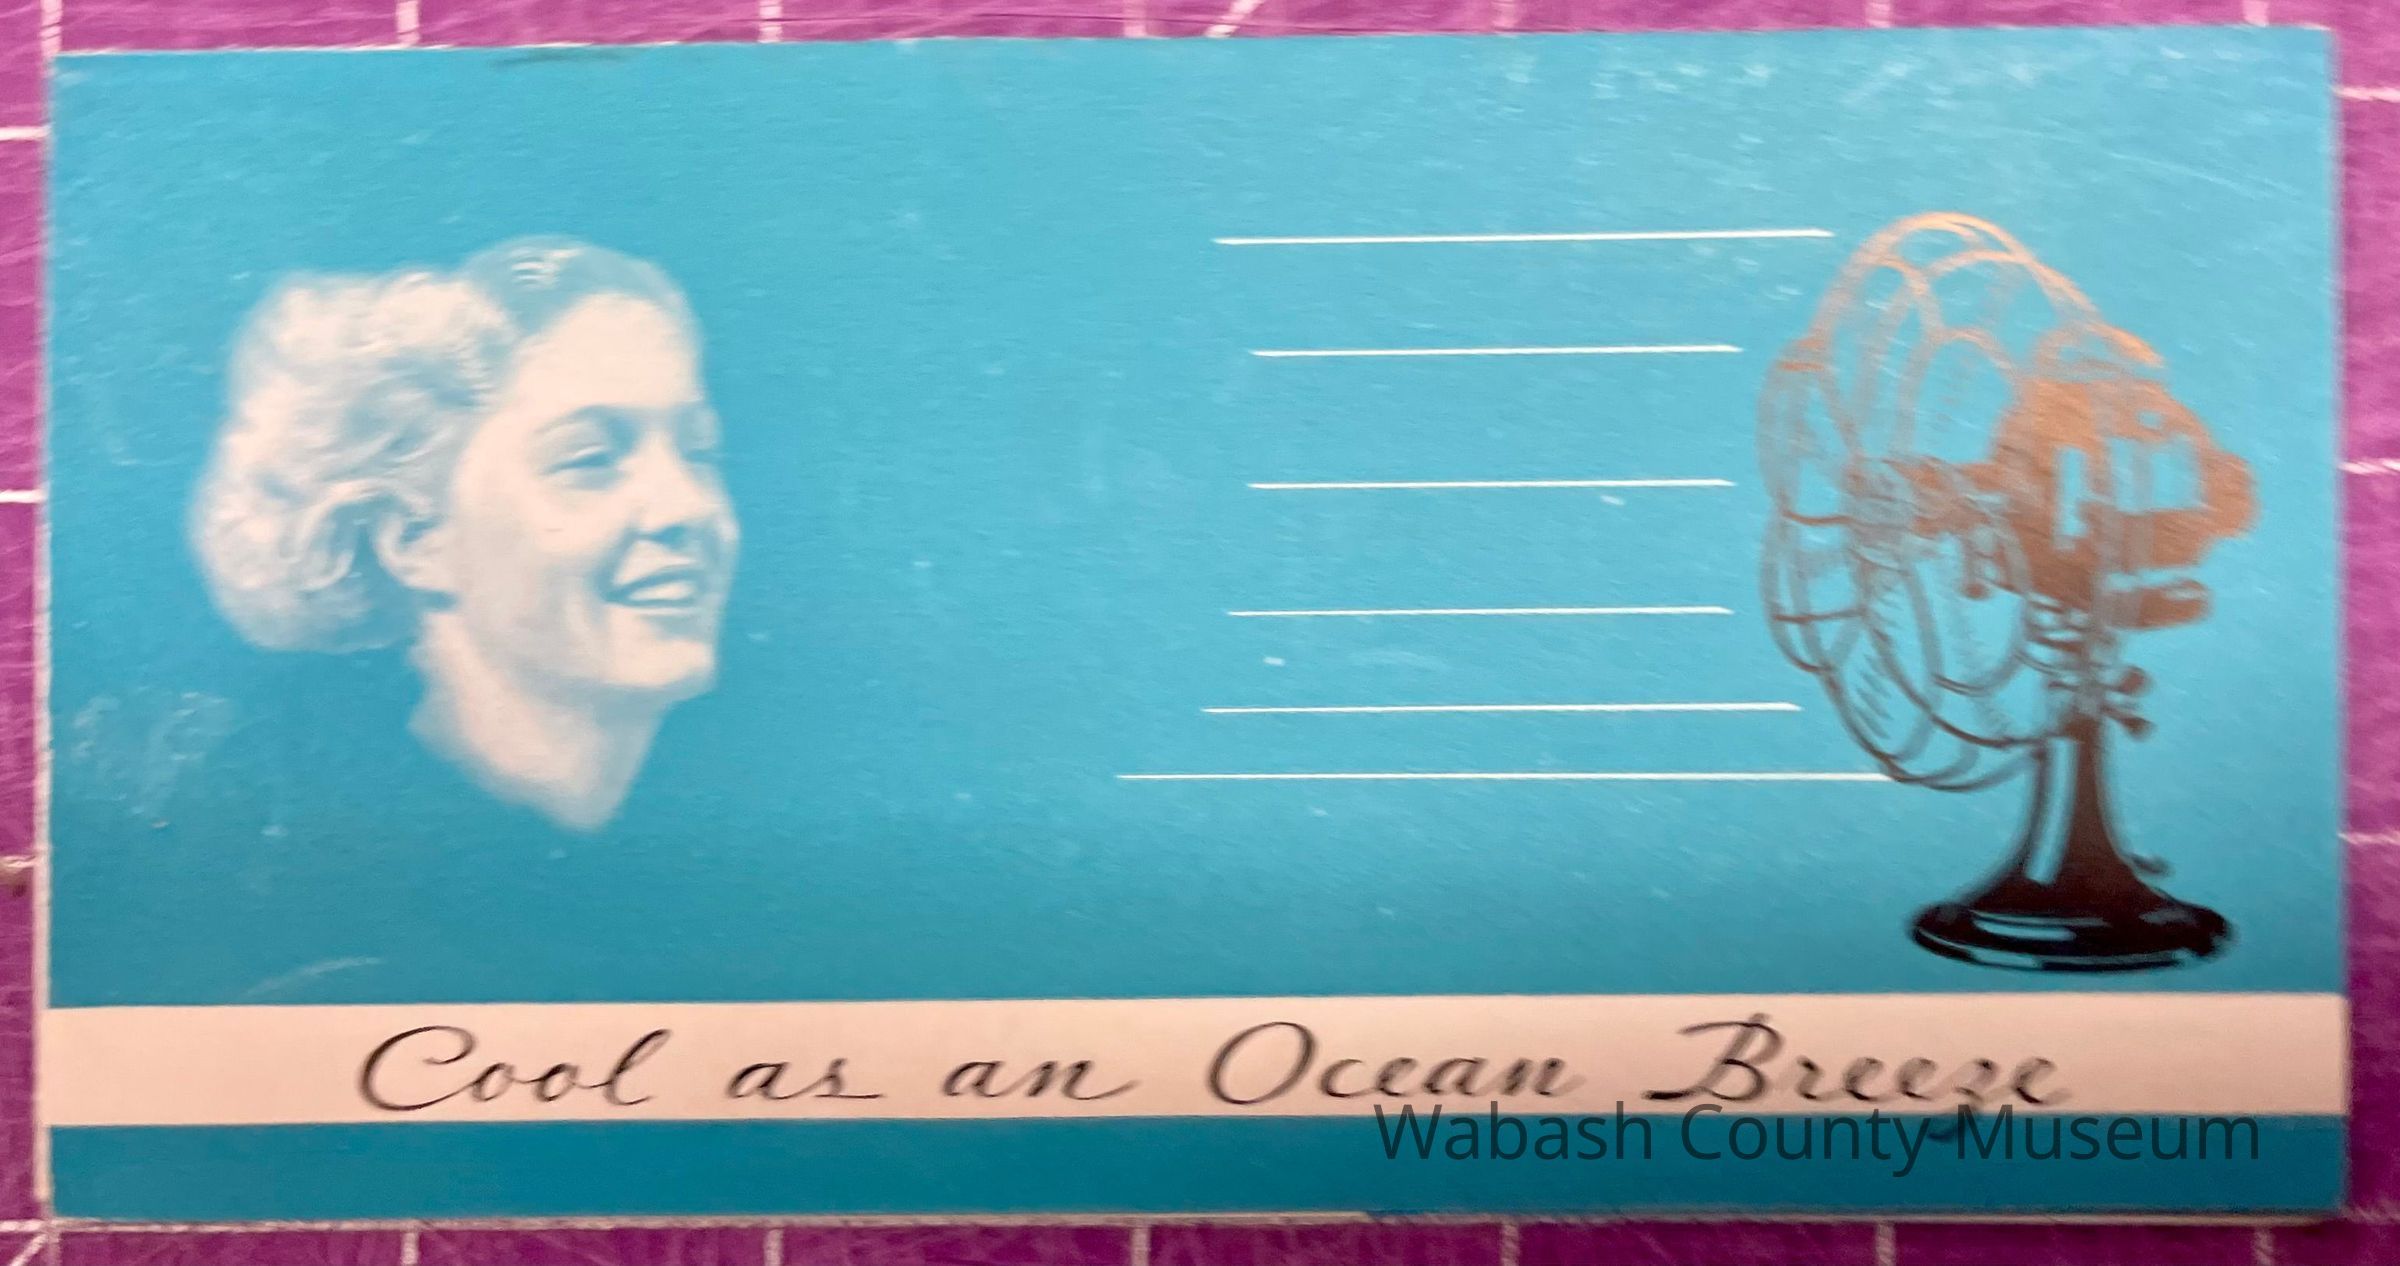 Cool as an Ocean Breeze
Wabash County Museum